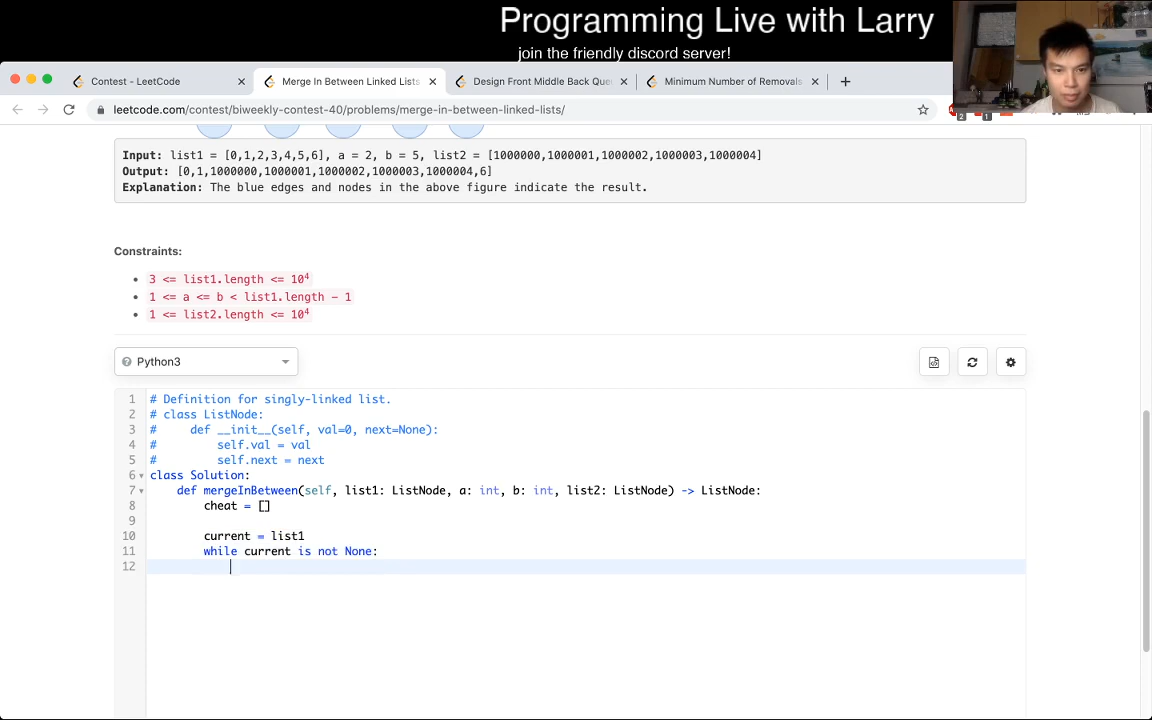 Programming Live with Larry
join the friendly discord server!
Contest - LeetCode
Merge In Between Linked Lists
Design Front Middle Back Que
Minimum Number of Removals
leetcode.com/contest/biweekly-contest-40/problems/merge-in-between-linked-lists/
2
1
Input: list1 = [0,1,2,3,4,5,6], a = 2, b = 5, list2 = [1000000,1000001,1000002,1000003,1000004]
Output: [0,1,1000000,1000001,1000002,1000003,1000004,6]
Explanation: The blue edges and nodes in the above figure indicate the result.
Constraints:
3 <= list1.length <= 10⁴
1 <= a <= b < list1.length - 1
1 <= list2.length <= 10⁴
Python3
1 # Definition for singly-linked list.
2 # class ListNode:
3 #     def __init__(self, val=0, next=None):
4 #         self.val = val
5 #         self.next = next
6 class Solution:
7     def mergeInBetween(self, list1: ListNode, a: int, b: int, list2: ListNode) -> ListNode:
8         cheat = []
9
10         current = list1
11         while current is not None:
12